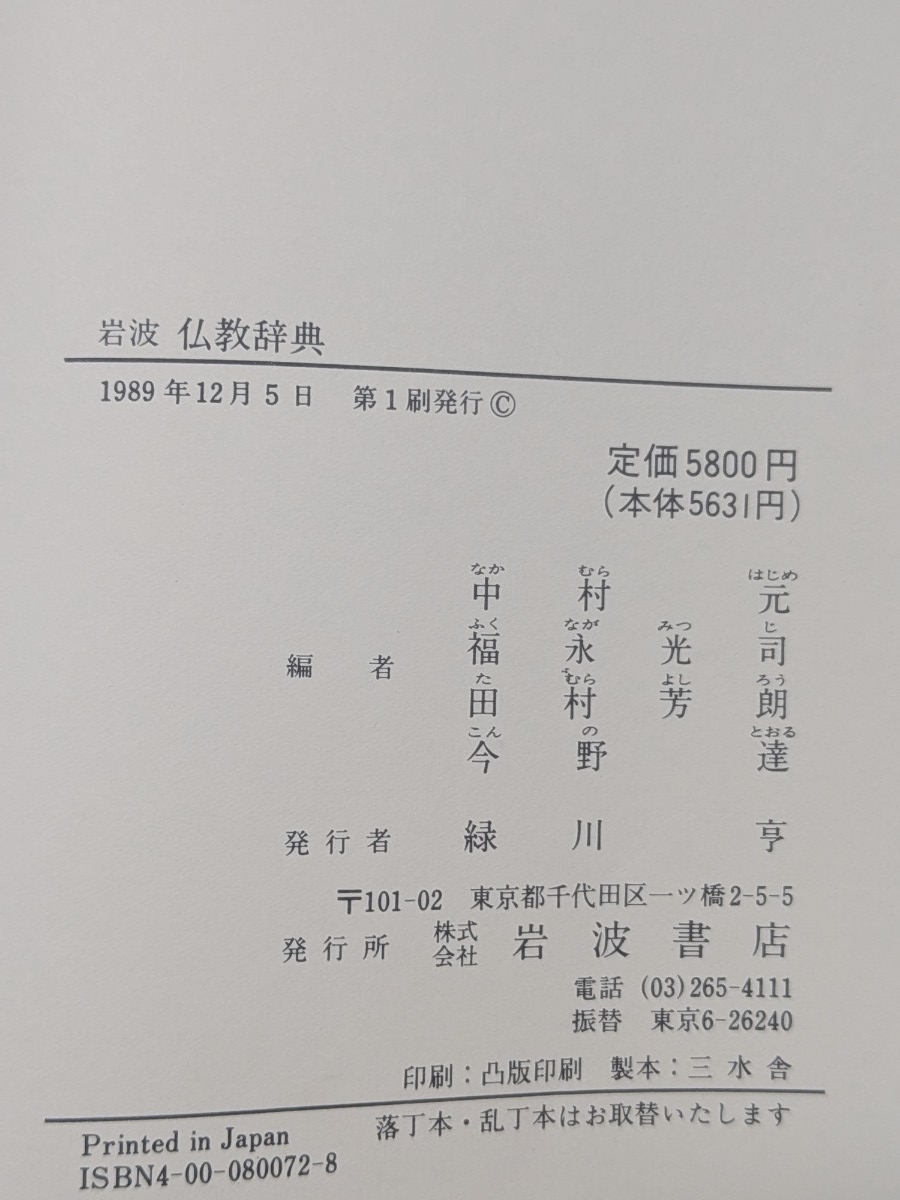 岩波 仏教辞典
1989年12月5日 第1刷発行 ©
定価5800円
(本体5631円)
なか むら はじめ
中村 元
ふく なが みつ じ
編者 福永光司
た むら よし ろう
田村芳朗
こん の とおる
今野 達
発行者 緑川 亨
〒101-02 東京都千代田区一ツ橋2-5-5
発行所 株式会社 岩波書店
電話 (03)265-4111
振替 東京6-26240
印刷:凸版印刷 製本:三水舎
落丁本・乱丁本はお取替いたします
Printed in Japan
ISBN4-00-080072-8